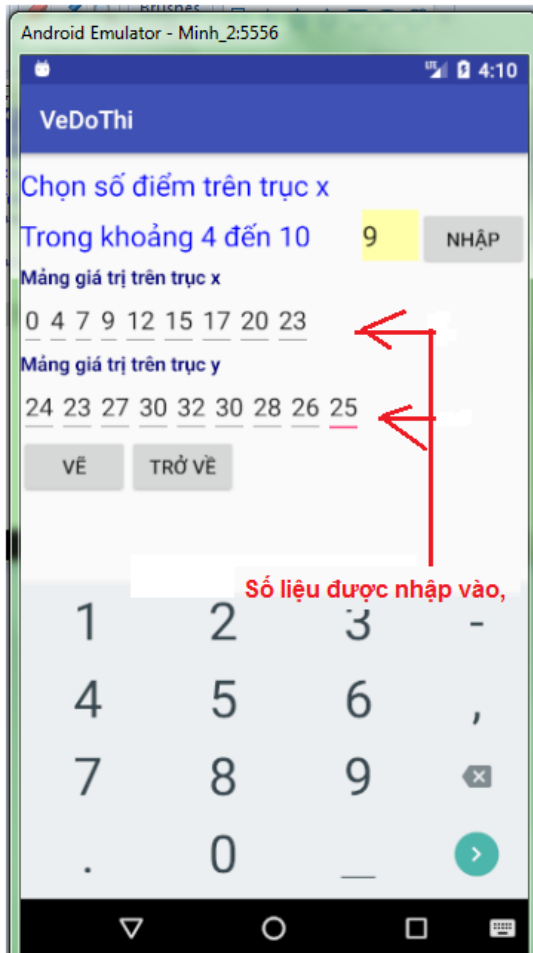 Brushes
Android Emulator - Minh_2:5556
LTE 4:10
VeDoThi
Chọn số điểm trên trục x
Trong khoảng 4 đến 10 9 NHẬP
Mảng giá trị trên trục x
0 4 7 9 12 15 17 20 23
Mảng giá trị trên trục y
24 23 27 30 32 30 28 26 25
VẼ TRỞ VỀ
Số liệu được nhập vào,
1 2 3 -
4 5 6 ,
7 8 9
. 0 _